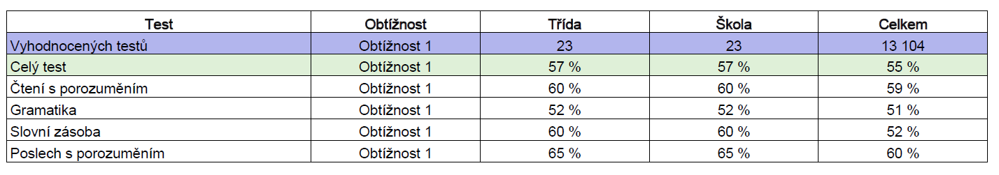 Test Obtížnost Třída Škola Celkem
Vyhodnocených testů Obtížnost 1 23 23 13 104
Celý test Obtížnost 1 57 % 57 % 55 %
Čtení s porozuměním Obtížnost 1 60 % 60 % 59 %
Gramatika Obtížnost 1 52 % 52 % 51 %
Slovní zásoba Obtížnost 1 60 % 60 % 52 %
Poslech s porozuměním Obtížnost 1 65 % 65 % 60 %